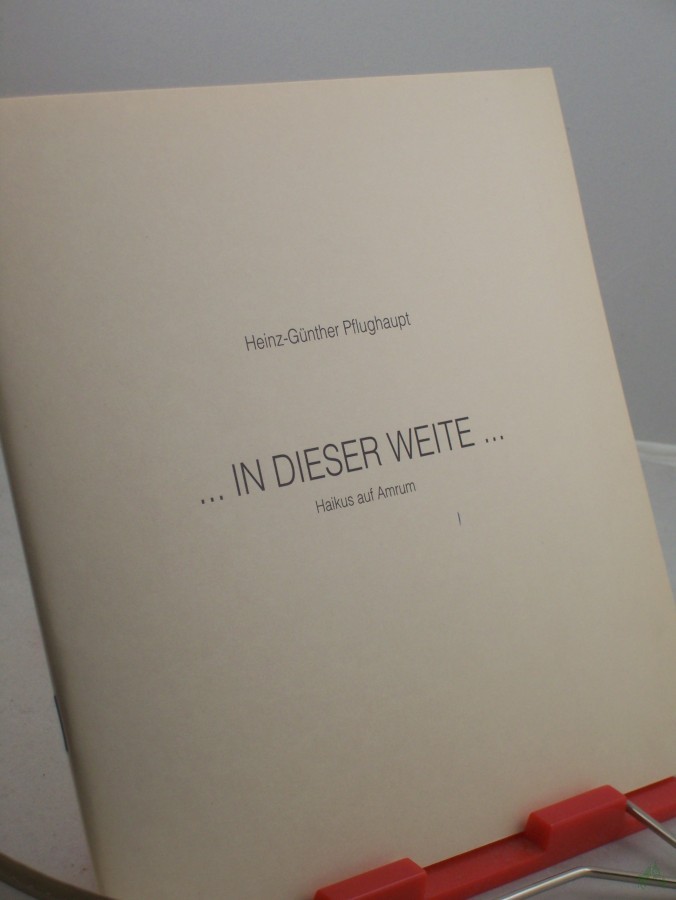 Heinz-Günther Pflughaupt
... IN DIESER WEITE ...
Haikus auf Amrum